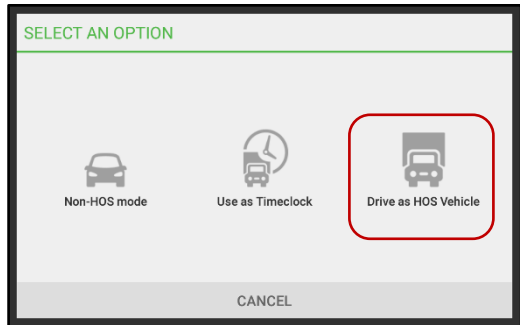 SELECT AN OPTION
Non-HOS mode
Use as Timeclock
Drive as HOS Vehicle
CANCEL